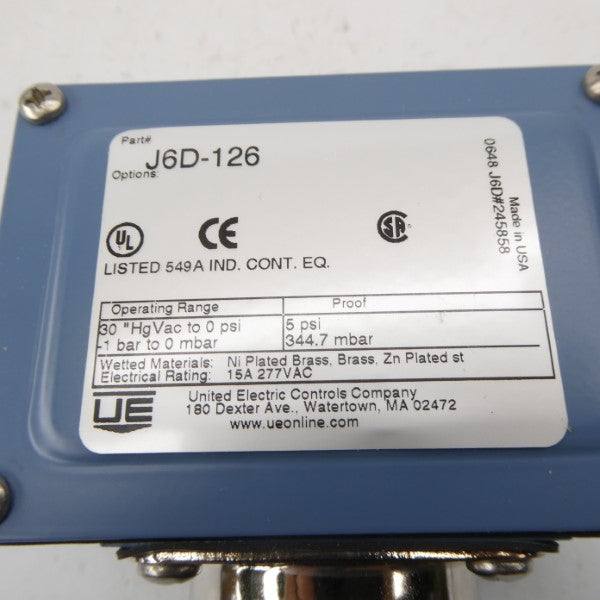 Part#
J6D-126
Options:
0648 J6D#245858
Made in USA
UL
CE
SA
LISTED 549A IND. CONT. EQ.
Operating Range Proof
30 "HgVac to 0 psi 5 psi
-1 bar to 0 mbar 344.7 mbar
Wetted Materials: Ni Plated Brass, Brass, Zn Plated st
Electrical Rating: 15A 277VAC
UE
United Electric Controls Company
180 Dexter Ave., Watertown, MA 02472
www.ueonline.com